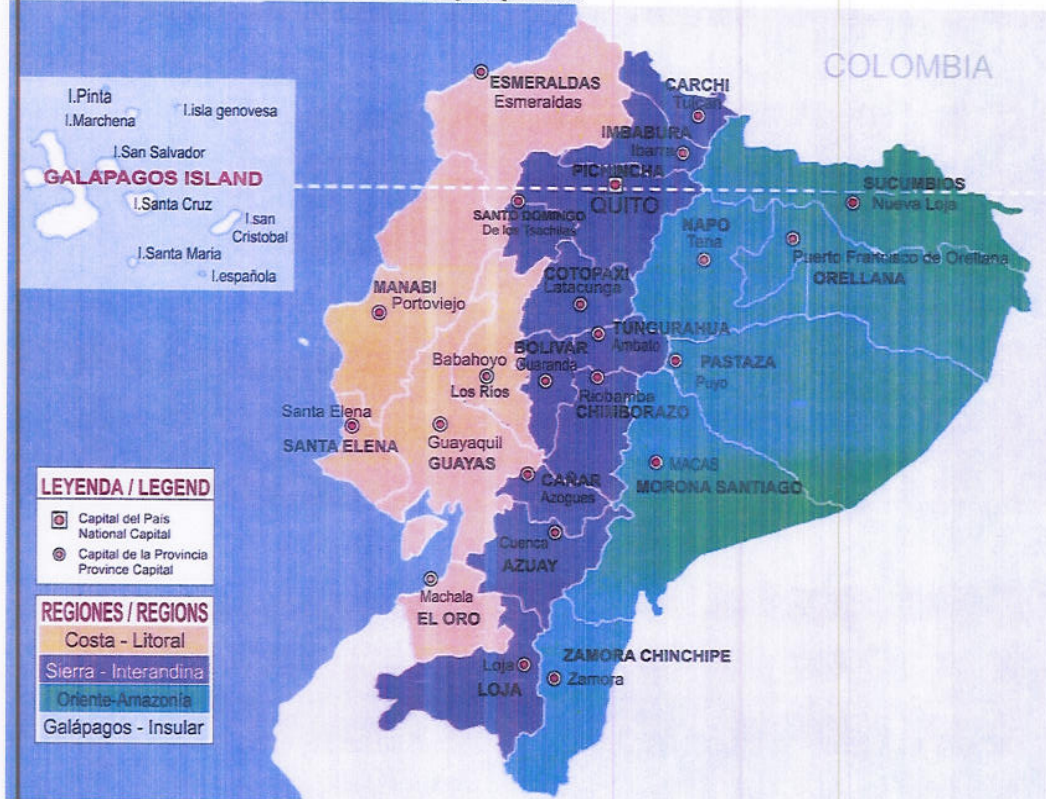 COLOMBIA
ESMERALDAS
Esmeraldas
CARCHI
Tulcán
IMBABURA
Ibarra
PICHINCHA
QUITO
SANTO DOMINGO
De los Tsachilas
SUCUMBIOS
Nueva Loja
NAPO
Tena
Puerto Francisco de Orellana
ORELLANA
COTOPAXI
Latacunga
MANABI
Portoviejo
TUNGURAHUA
Ambato
BOLIVAR
Guaranda
PASTAZA
Puyo
Babahoyo
Los Rios
Riobamba
CHIMBORAZO
Santa Elena
SANTA ELENA
Guayaquil
GUAYAS
CAÑAR
Azogues
MACAS
MORONA SANTIAGO
Cuenca
AZUAY
Machala
EL ORO
Loja
LOJA
ZAMORA CHINCHIPE
Zamora
I.Pinta
I.Marchena
I.isla genovesa
I.San Salvador
GALAPAGOS ISLAND
I.Santa Cruz
I.san
Cristobal
I.Santa Maria
I.española
LEYENDA / LEGEND
Capital del País
National Capital
Capital de la Provincia
Province Capital
REGIONES / REGIONS
Costa - Litoral
Sierra - Interandina
Oriente-Amazonía
Galápagos - Insular